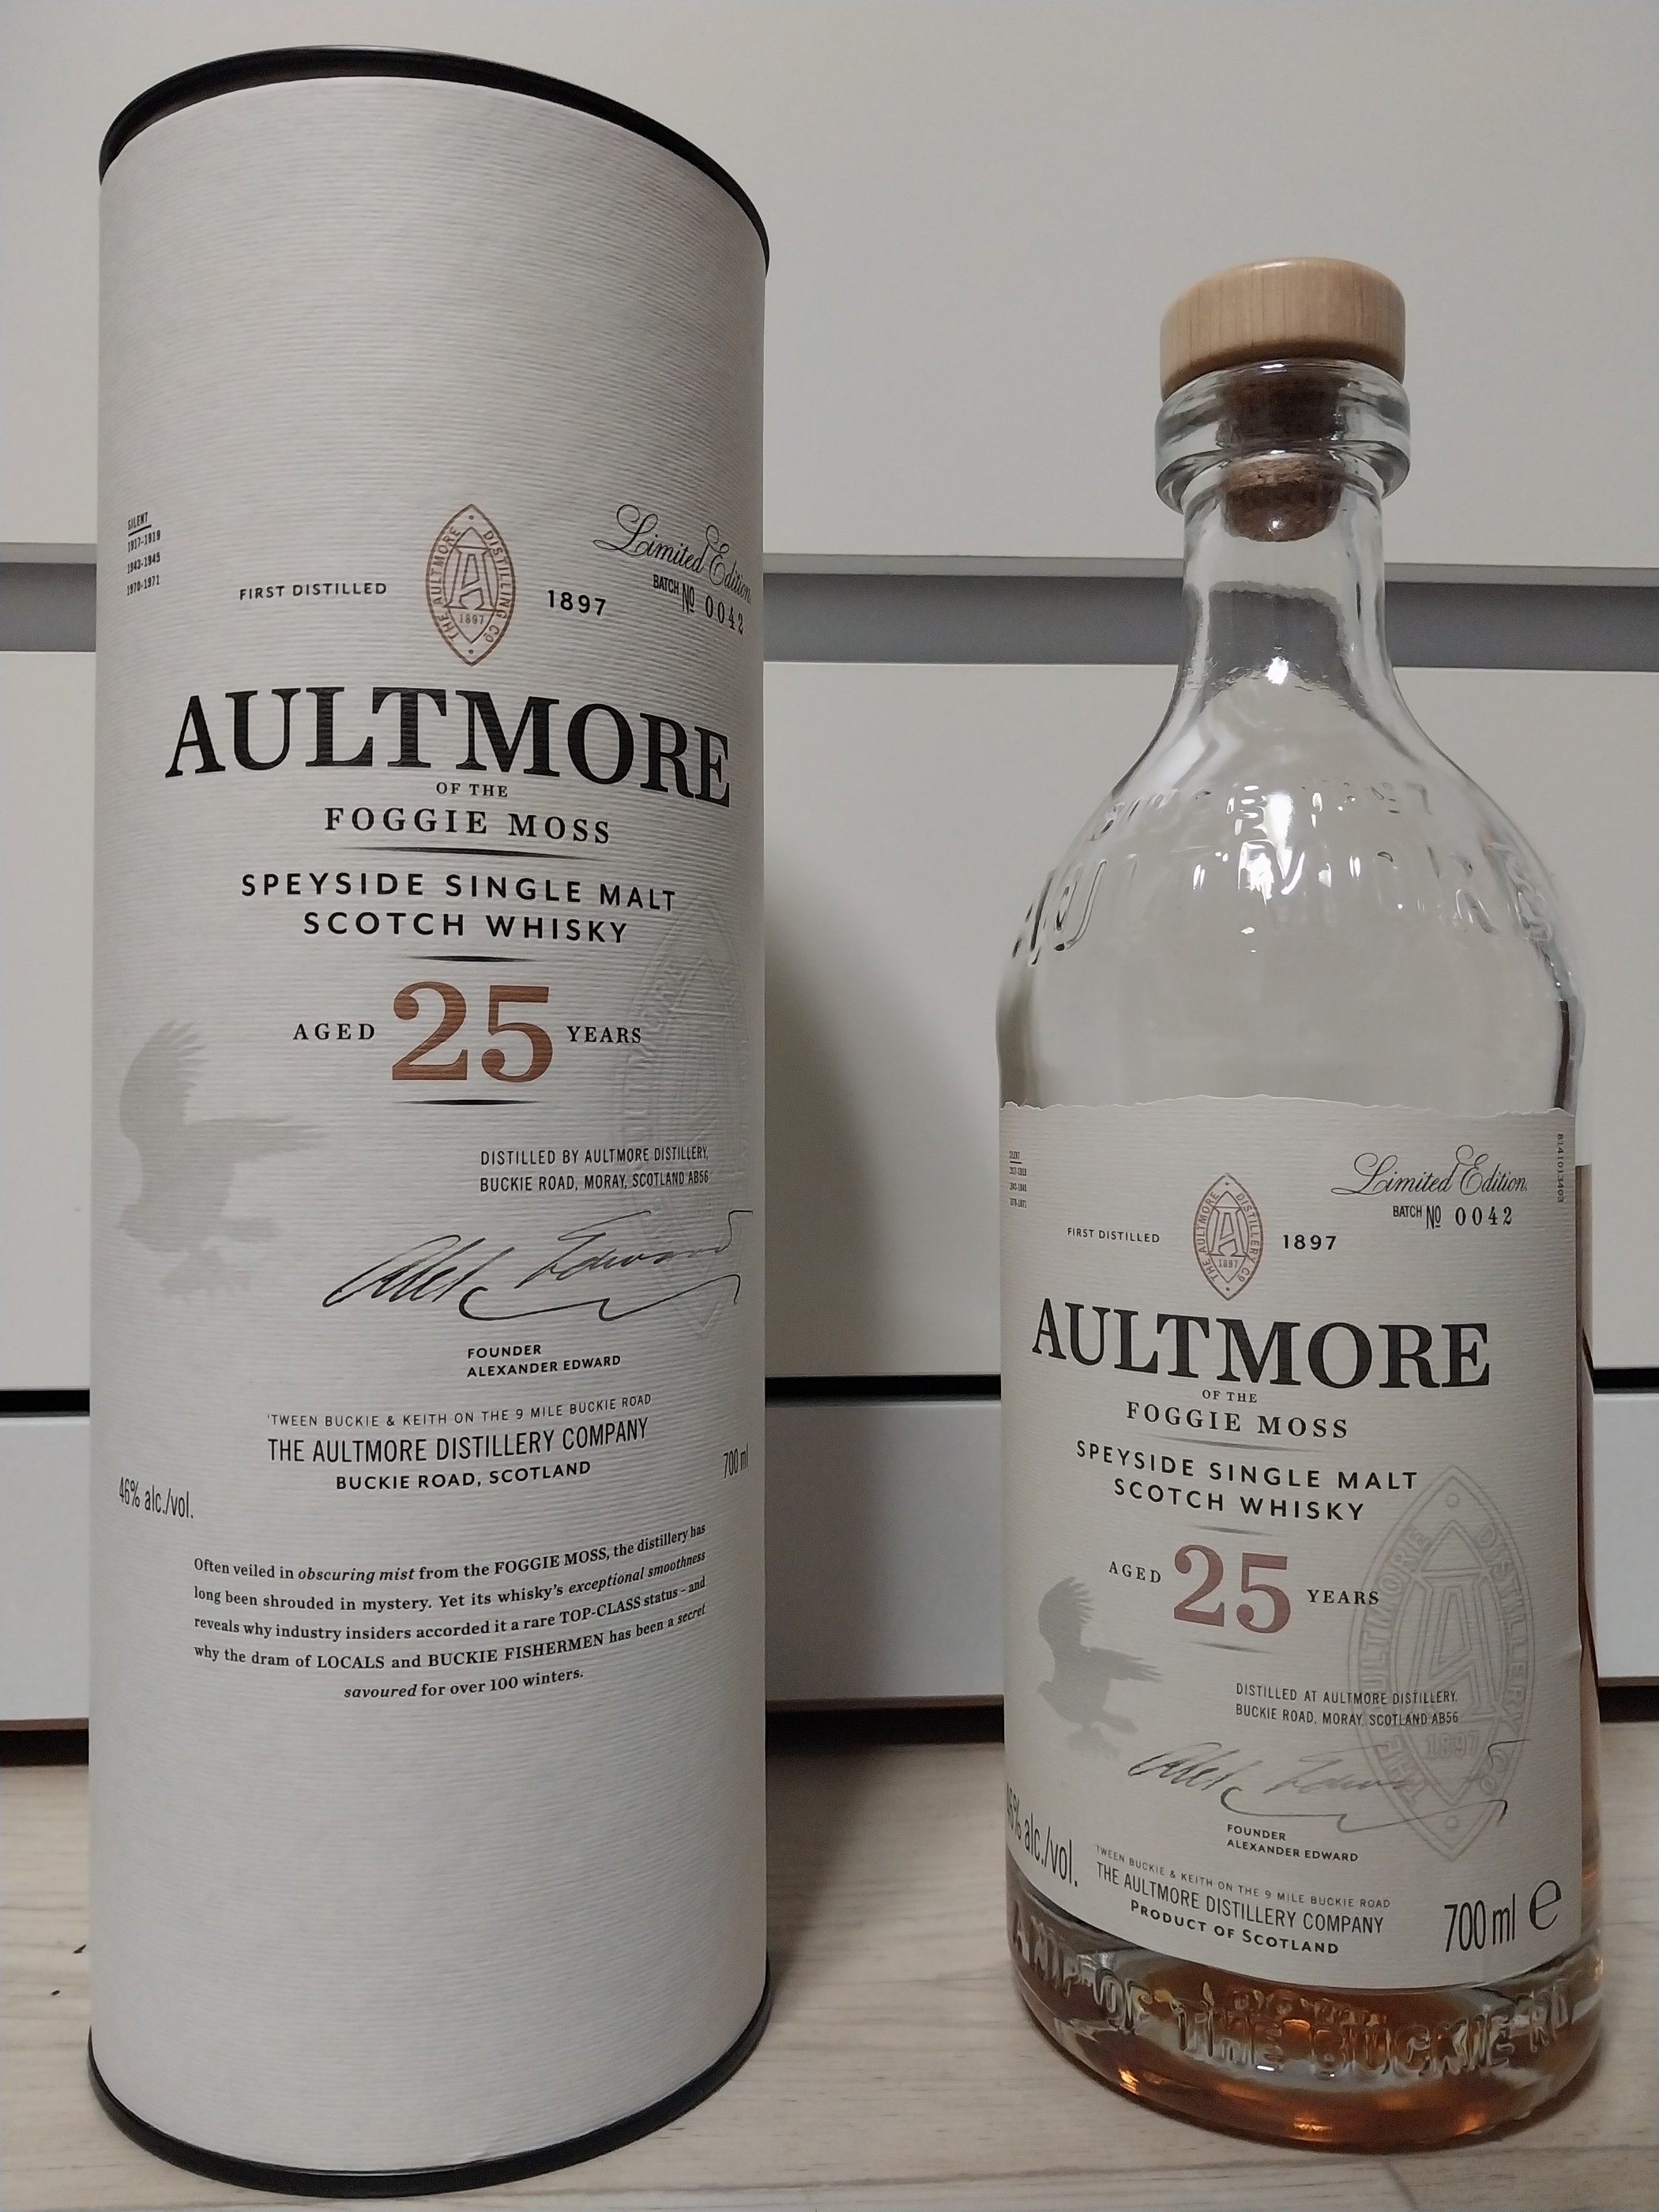 SILENT
1917-1919
1943-1945
1970-1971
Limited Edition
BATCH Nº 0042
FIRST DISTILLED
THE AULTMORE DISTILLING Co
A
1897
1897
AULTMORE
OF THE
FOGGIE MOSS
SPEYSIDE SINGLE MALT
SCOTCH WHISKY
AGED 25 YEARS
DISTILLED BY AULTMORE DISTILLERY,
BUCKIE ROAD, MORAY, SCOTLAND AB56
FOUNDER
ALEXANDER EDWARD
'TWEEN BUCKIE & KEITH ON THE 9 MILE BUCKIE ROAD
THE AULTMORE DISTILLERY COMPANY
BUCKIE ROAD, SCOTLAND
46% alc./vol.
700 ml
Often veiled in obscuring mist from the FOGGIE MOSS, the distillery has
long been shrouded in mystery. Yet its whisky's exceptional smoothness
reveals why industry insiders accorded it a rare TOP-CLASS status – and
why the dram of LOCALS and BUCKIE FISHERMEN has been a secret
savoured for over 100 winters.
SILENT
Limited Edition
BATCH Nº 0042
FIRST DISTILLED
THE AULTMORE DISTILLERY Co
A
1897
1897
AULTMORE
OF THE
FOGGIE MOSS
SPEYSIDE SINGLE MALT
SCOTCH WHISKY
AGED 25 YEARS
THE AULTMORE DISTILLERY Co
1897
DISTILLED AT AULTMORE DISTILLERY,
BUCKIE ROAD, MORAY, SCOTLAND AB56
FOUNDER
ALEXANDER EDWARD
46% alc./vol.
'TWEEN BUCKIE & KEITH ON THE 9 MILE BUCKIE ROAD
THE AULTMORE DISTILLERY COMPANY
PRODUCT OF SCOTLAND
700 ml e
A NIP OF THE BUCKIE RD